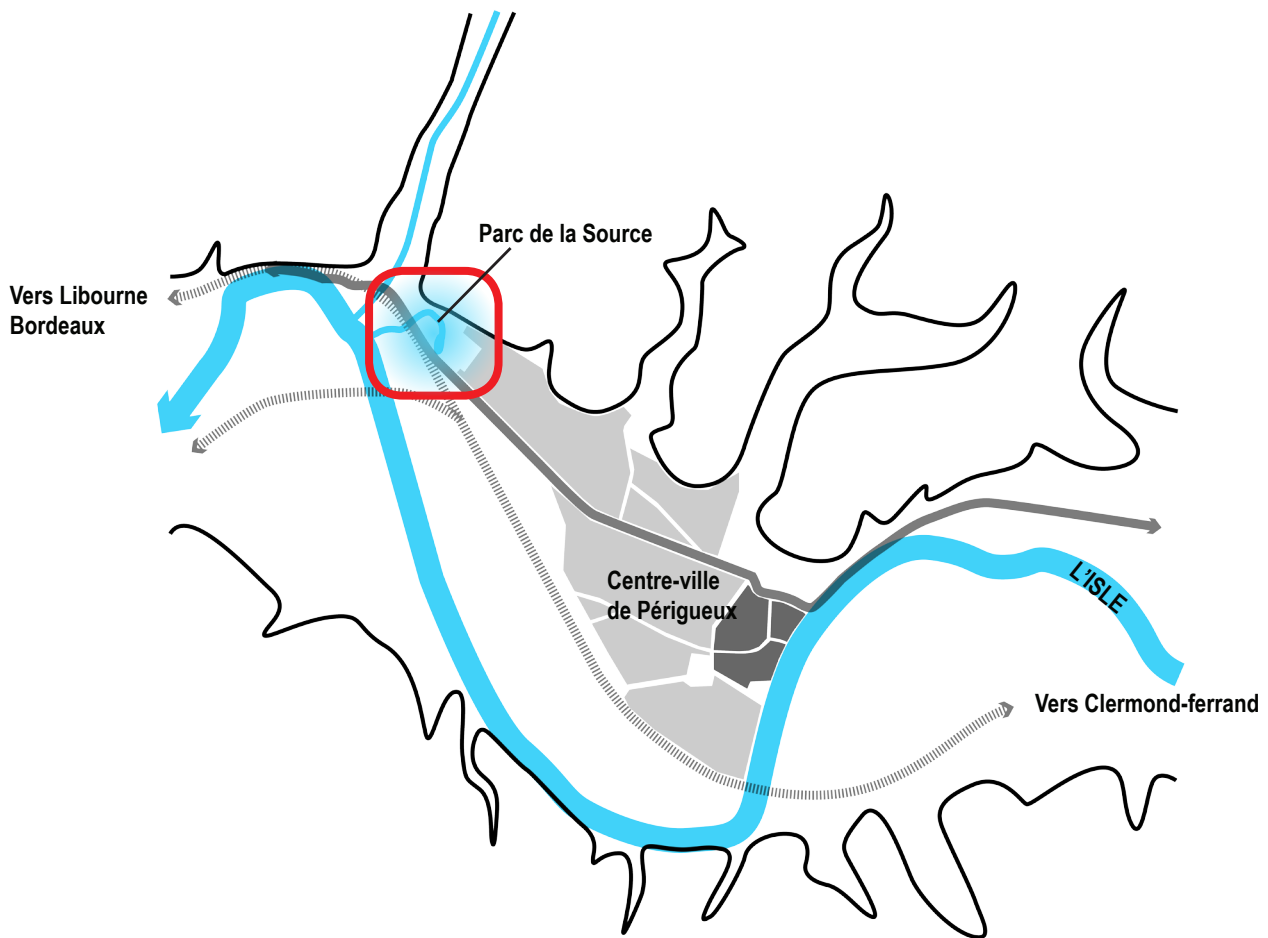 Parc de la Source
Vers Libourne
Bordeaux
Centre-ville
de Périgueux
L'ISLE
Vers Clermond-ferrand